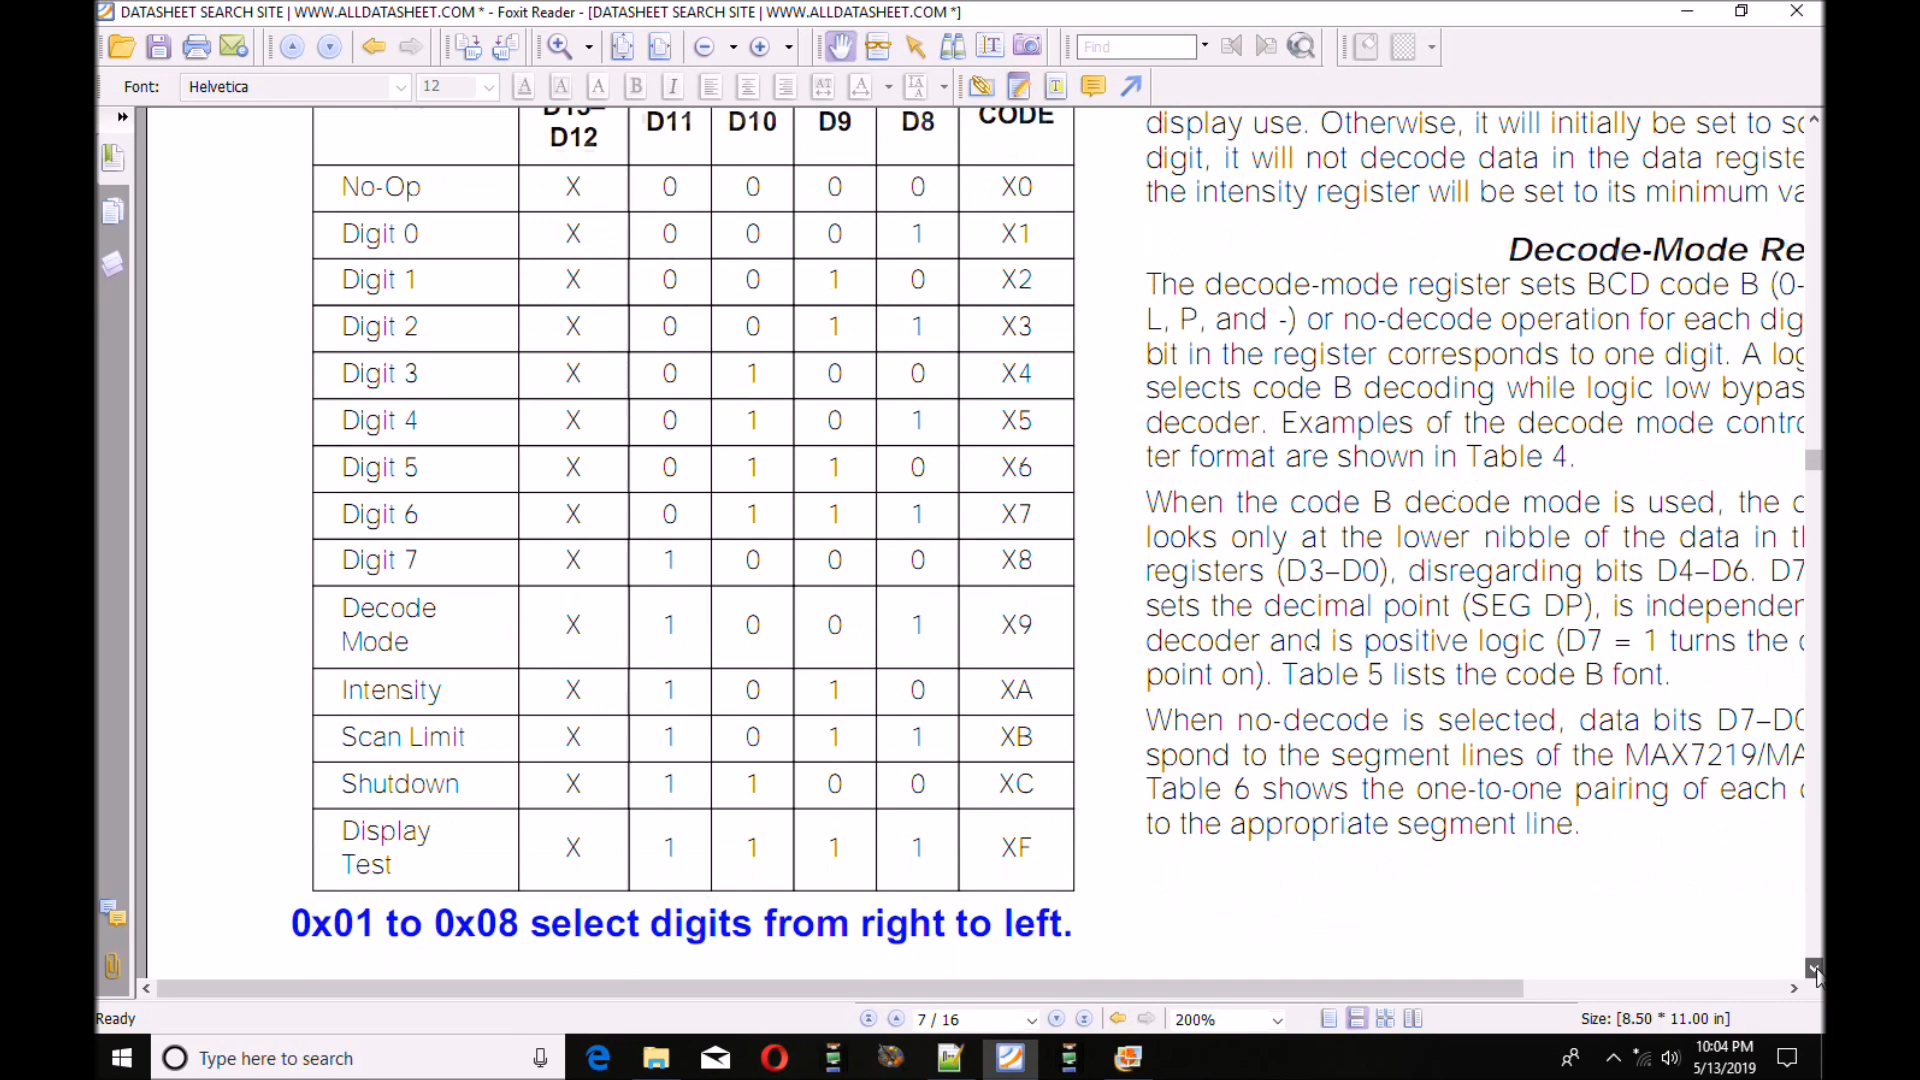 DATASHEET SEARCH SITE | WWW.ALLDATASHEET.COM * - Foxit Reader - [DATASHEET SEARCH SITE | WWW.ALLDATASHEET.COM *]
Find
Font: Helvetica 12
D12 D11 D10 D9 D8 CODE
No-Op X 0 0 0 0 X0
Digit 0 X 0 0 0 1 X1
Digit 1 X 0 0 1 0 X2
Digit 2 X 0 0 1 1 X3
Digit 3 X 0 1 0 0 X4
Digit 4 X 0 1 0 1 X5
Digit 5 X 0 1 1 0 X6
Digit 6 X 0 1 1 1 X7
Digit 7 X 1 0 0 0 X8
Decode
Mode X 1 0 0 1 X9
Intensity X 1 0 1 0 XA
Scan Limit X 1 0 1 1 XB
Shutdown X 1 1 0 0 XC
Display
Test X 1 1 1 1 XF
0x01 to 0x08 select digits from right to left.
display use. Otherwise, it will initially be set to sc
digit, it will not decode data in the data registe
the intensity register will be set to its minimum va
Decode-Mode Re
The decode-mode register sets BCD code B (0-
L, P, and -) or no-decode operation for each dig
bit in the register corresponds to one digit. A log
selects code B decoding while logic low bypas
decoder. Examples of the decode mode contro
ter format are shown in Table 4.
When the code B decode mode is used, the
looks only at the lower nibble of the data in
registers (D3–D0), disregarding bits D4–D6. D7
sets the decimal point (SEG DP), is independen
decoder and is positive logic (D7 = 1 turns the
point on). Table 5 lists the code B font.
When no-decode is selected, data bits D7–D0
spond to the segment lines of the MAX7219/MA
Table 6 shows the one-to-one pairing of each
to the appropriate segment line.
Ready 7 / 16 200% Size: [8.50 * 11.00 in]
Type here to search
10:04 PM
5/13/2019